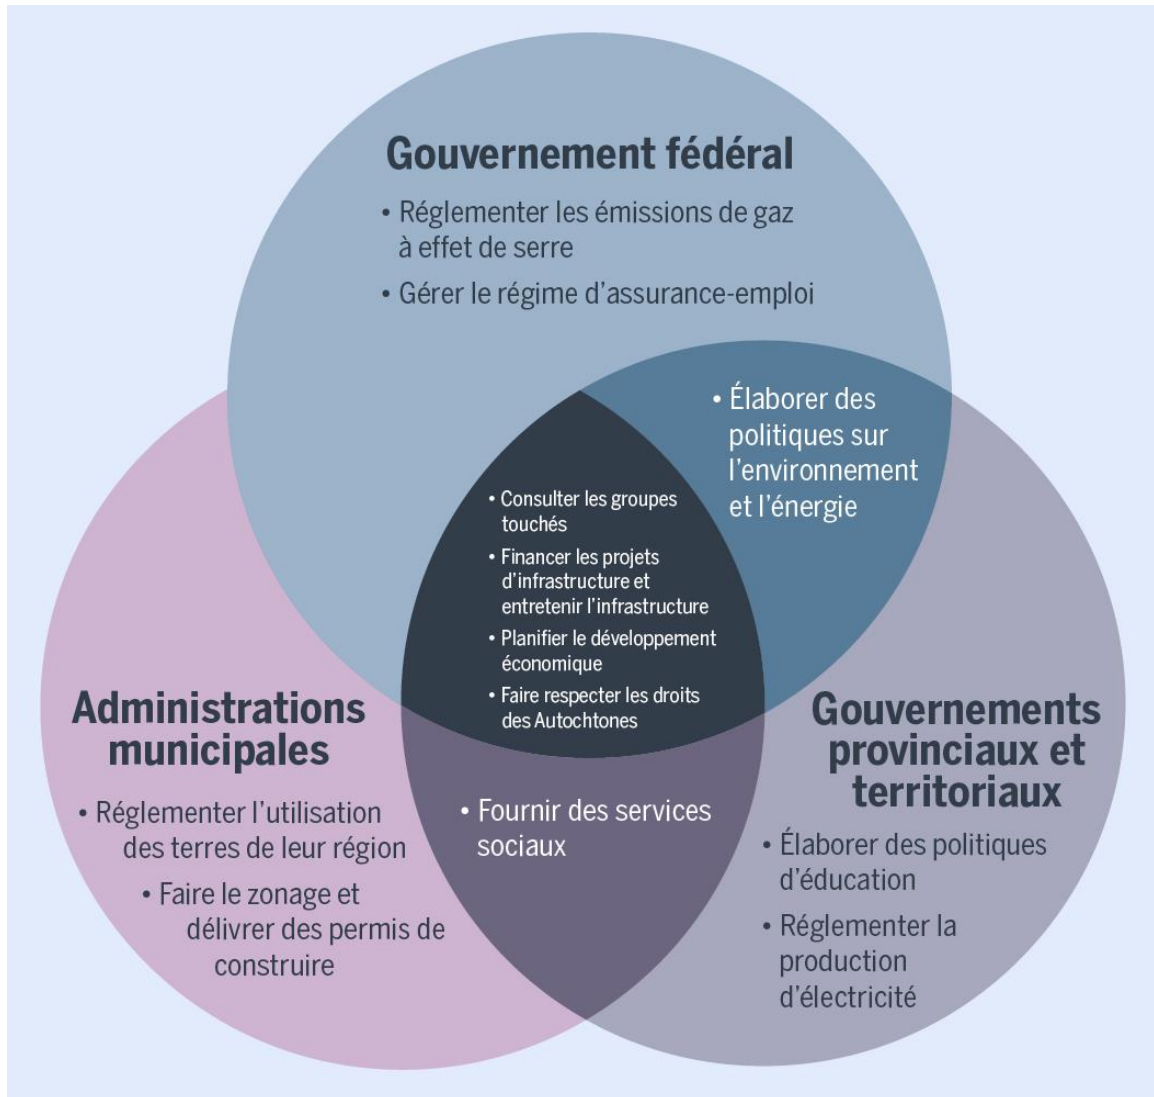 Gouvernement fédéral
• Réglementer les émissions de gaz
à effet de serre
• Gérer le régime d'assurance-emploi
• Élaborer des
politiques sur
l'environnement
et l'énergie
• Consulter les groupes
touchés
• Financer les projets
d'infrastructure et
entretenir l'infrastructure
• Planifier le développement
économique
• Faire respecter les droits
des Autochtones
Administrations
municipales
• Réglementer l'utilisation
des terres de leur région
• Faire le zonage et
délivrer des permis de
construire
• Fournir des services
sociaux
Gouvernements
provinciaux et
territoriaux
• Élaborer des politiques
d'éducation
• Réglementer la
production
d'électricité